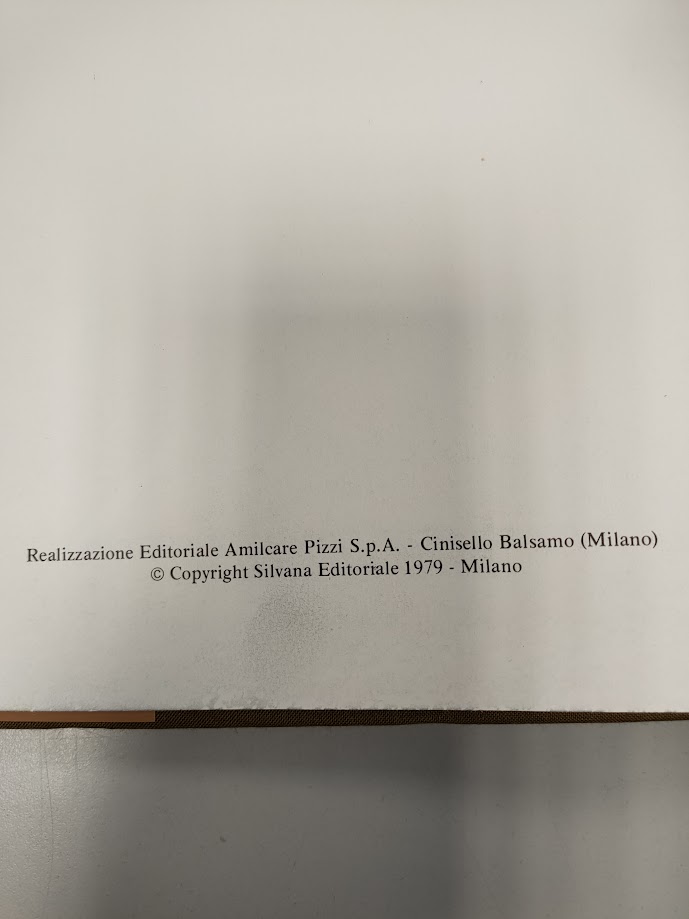 Realizzazione Editoriale Amilcare Pizzi S.p.A. - Cinisello Balsamo (Milano)
© Copyright Silvana Editoriale 1979 - Milano